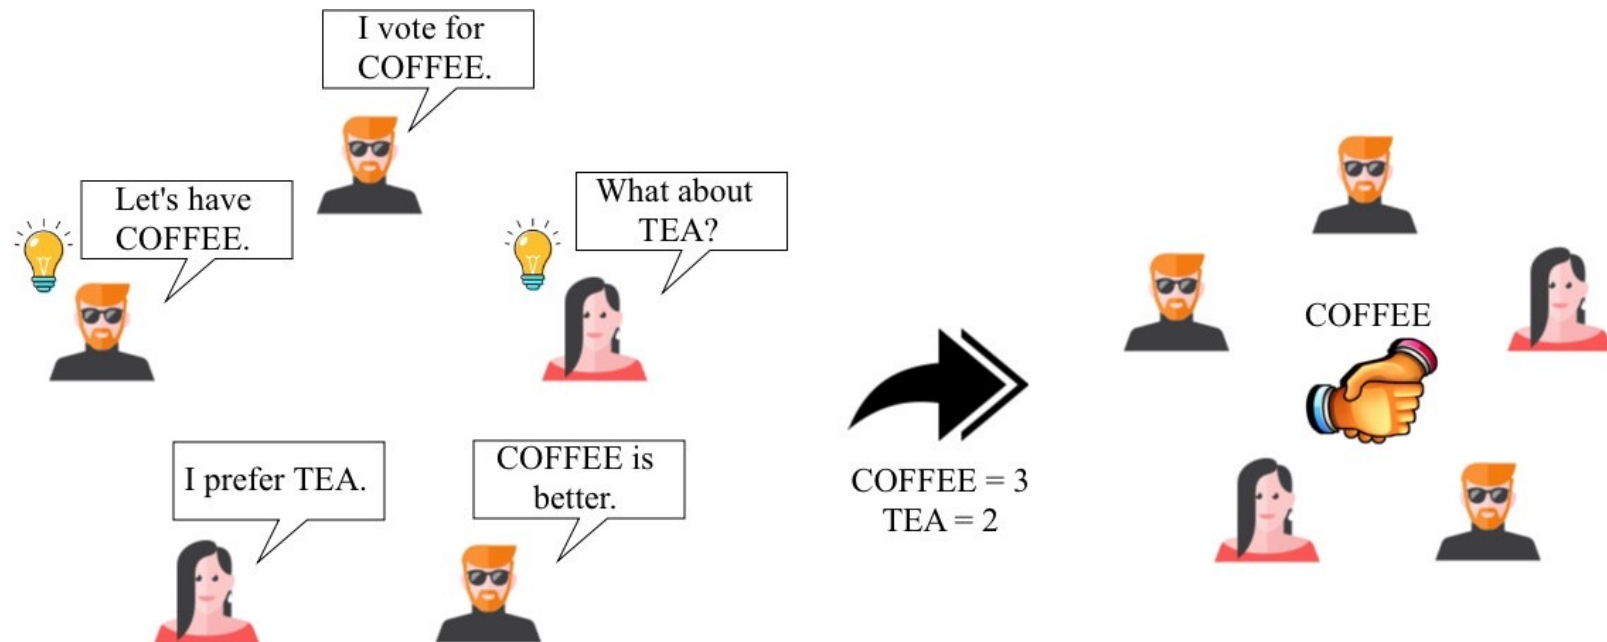 I vote for
COFFEE.
Let's have
COFFEE.
What about
TEA?
I prefer TEA.
COFFEE is
better.
COFFEE = 3
TEA = 2
COFFEE